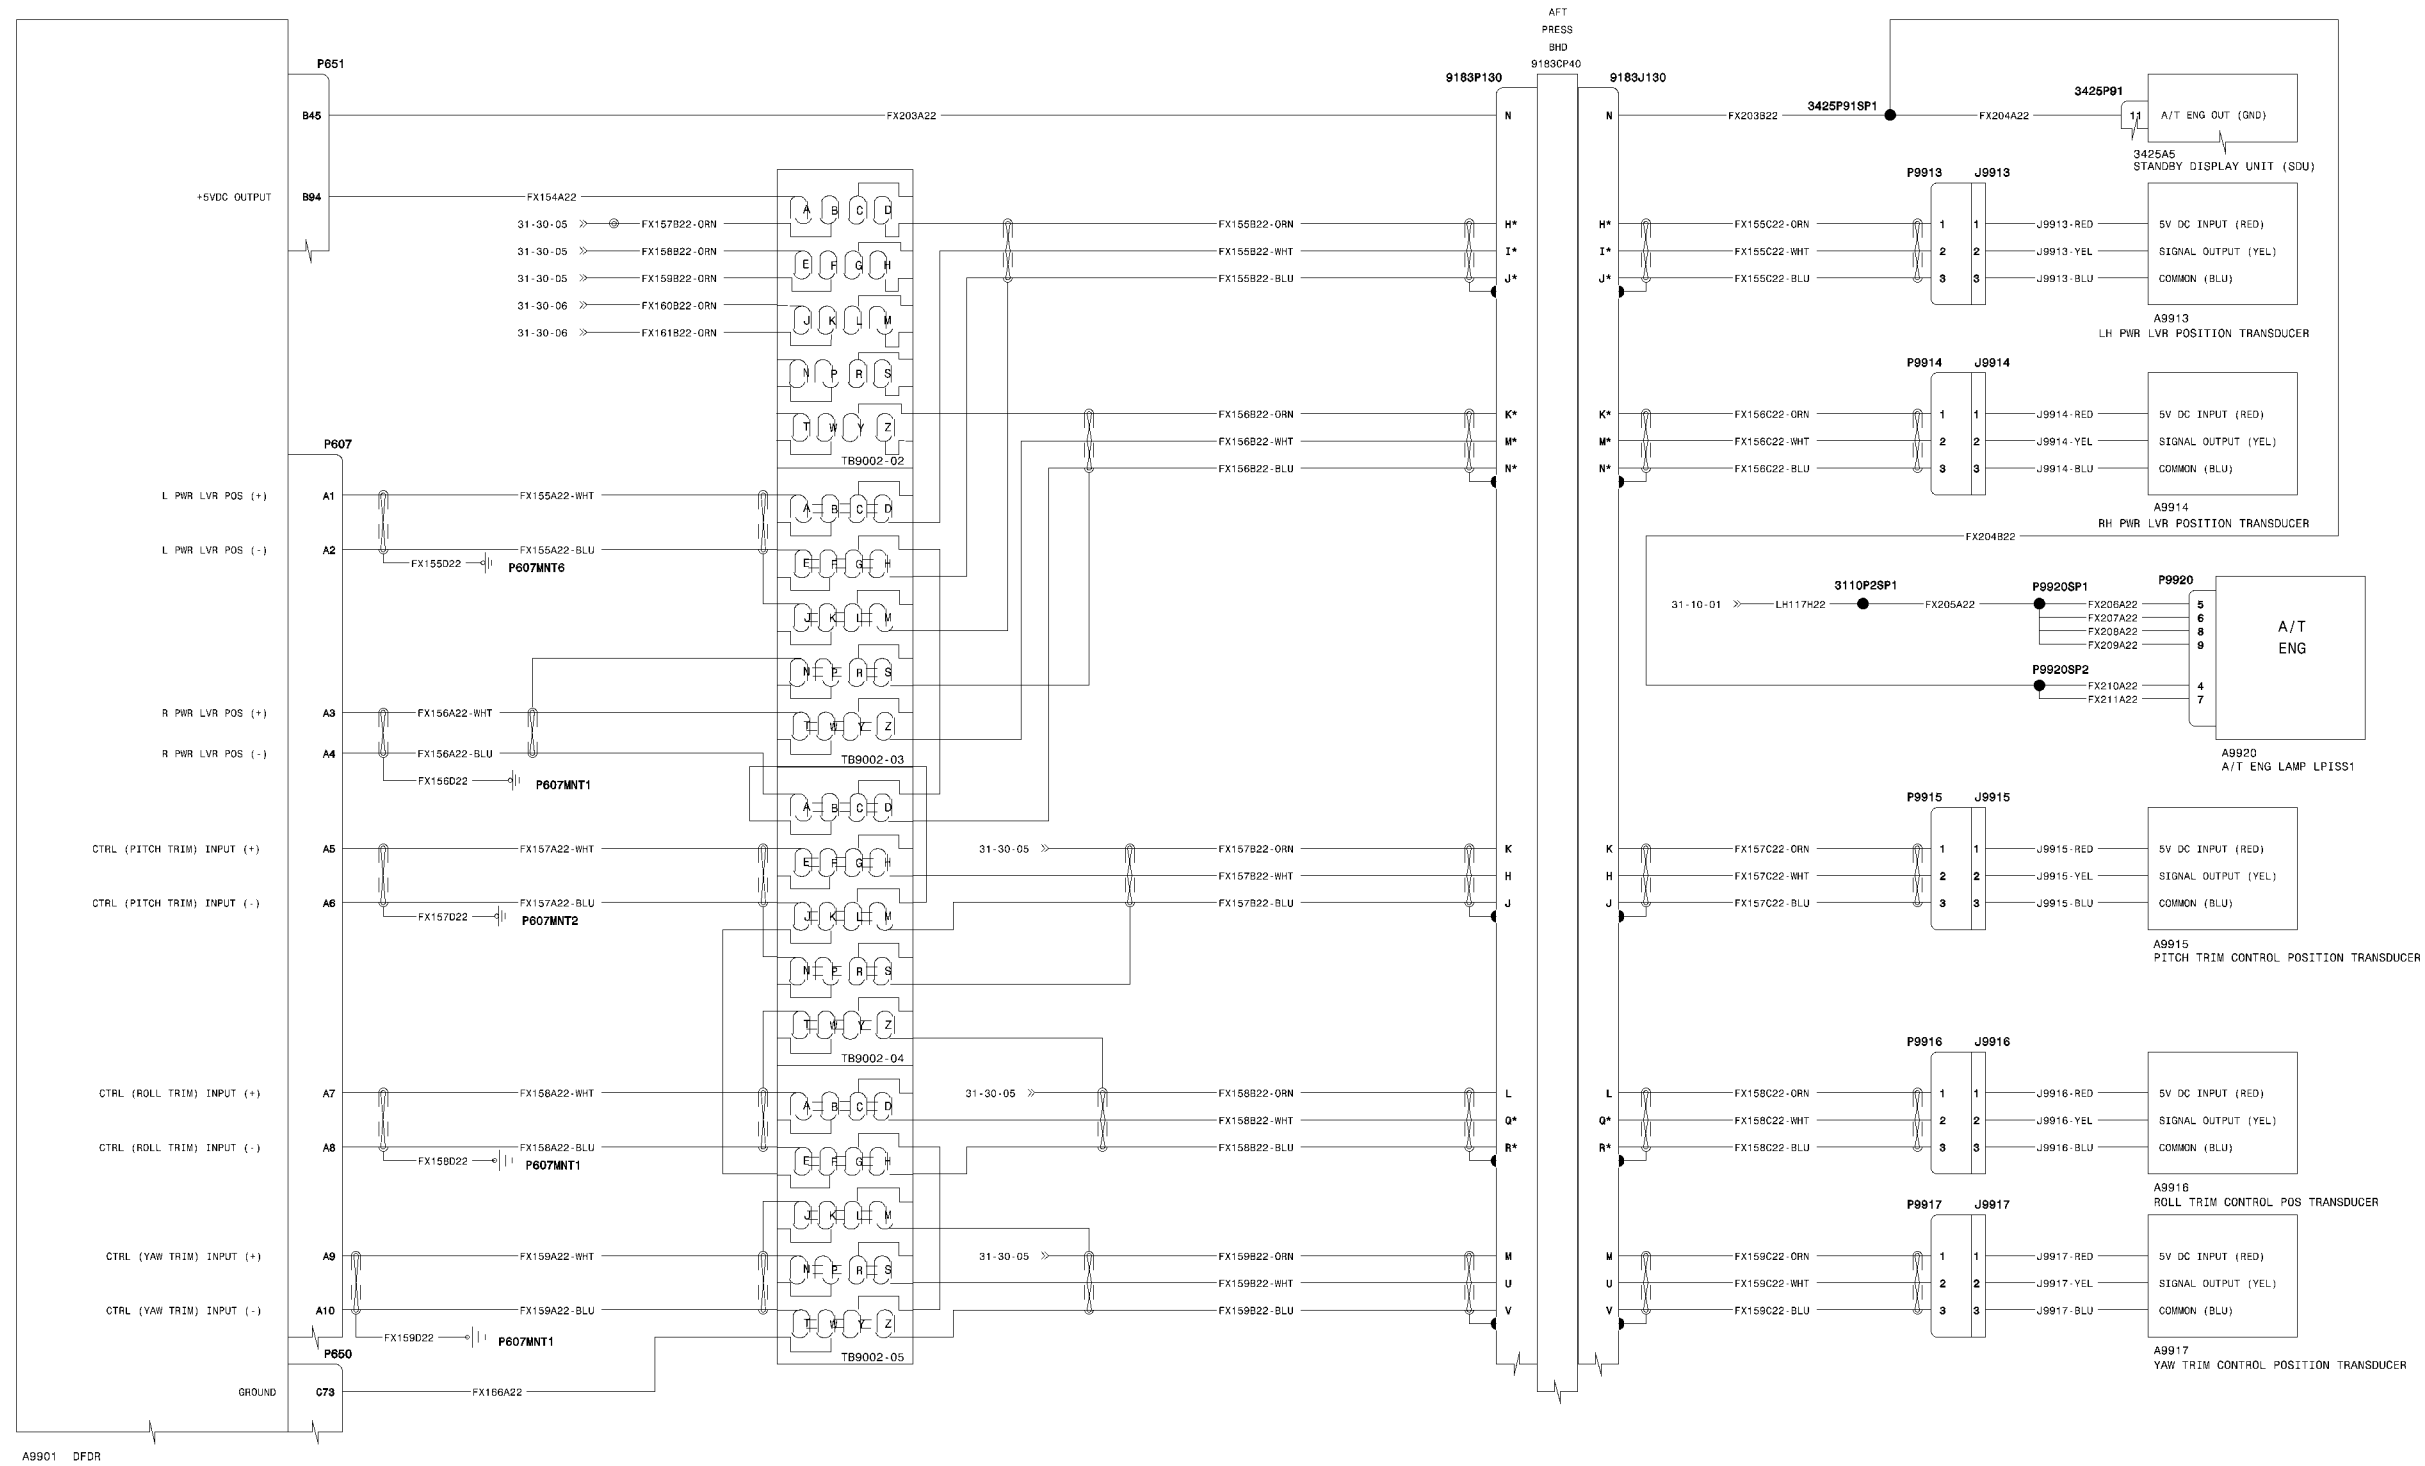 AFT
PRESS
BHD
9183CP40
P651
9183P130
9183J130
3425P91
3425P91SP1
B45
FX203A22
N
N
FX203B22
FX204A22
11
A/T ENG OUT (GND)
3425A5
STANDBY DISPLAY UNIT (SDU)
P9913
J9913
+5VDC OUTPUT
B94
FX154A22
A B C D
31-30-05
FX157B22-ORN
FX155B22-ORN
H*
H*
FX155C22-ORN
1
1
J9913-RED
5V DC INPUT (RED)
31-30-05
FX158B22-ORN
E F G H
FX155B22-WHT
I*
I*
FX155C22-WHT
2
2
J9913-YEL
SIGNAL OUTPUT (YEL)
31-30-05
FX159B22-ORN
FX155B22-BLU
J*
J*
FX155C22-BLU
3
3
J9913-BLU
COMMON (BLU)
31-30-06
FX160B22-ORN
J K L M
A9913
LH PWR LVR POSITION TRANSDUCER
31-30-06
FX161B22-ORN
P9914
J9914
N P R S
FX156B22-ORN
K*
K*
FX156C22-ORN
1
1
J9914-RED
5V DC INPUT (RED)
T W Y Z
P607
FX156B22-WHT
M*
M*
FX156C22-WHT
2
2
J9914-YEL
SIGNAL OUTPUT (YEL)
TB9002-02
FX156B22-BLU
N*
N*
FX156C22-BLU
3
3
J9914-BLU
COMMON (BLU)
L PWR LVR POS (+)
A1
FX155A22-WHT
A B C D
A9914
RH PWR LVR POSITION TRANSDUCER
FX204B22
L PWR LVR POS (-)
A2
FX155A22-BLU
E F G H
FX155D22
P607MNT6
3110P2SP1
P9920SP1
P9920
31-10-01
LH117H22
FX205A22
FX206A22
5
FX207A22
6
FX208A22
8
FX209A22
9
A/T
ENG
J K L M
N P R S
P9920SP2
FX210A22
4
FX211A22
7
R PWR LVR POS (+)
A3
FX156A22-WHT
T W Y Z
R PWR LVR POS (-)
A4
FX156A22-BLU
TB9002-03
A9920
A/T ENG LAMP LPISS1
FX156D22
P607MNT1
A B C D
P9915
J9915
CTRL (PITCH TRIM) INPUT (+)
A5
FX157A22-WHT
E F G H
31-30-05
FX157B22-ORN
K
K
FX157C22-ORN
1
1
J9915-RED
5V DC INPUT (RED)
FX157B22-WHT
H
H
FX157C22-WHT
2
2
J9915-YEL
SIGNAL OUTPUT (YEL)
CTRL (PITCH TRIM) INPUT (-)
A6
FX157A22-BLU
J K L M
FX157B22-BLU
J
J
FX157C22-BLU
3
3
J9915-BLU
COMMON (BLU)
FX157D22
P607MNT2
A9915
PITCH TRIM CONTROL POSITION TRANSDUCER
N P R S
T W Y Z
P9916
J9916
TB9002-04
CTRL (ROLL TRIM) INPUT (+)
A7
FX158A22-WHT
A B C D
31-30-05
FX158B22-ORN
L
L
FX158C22-ORN
1
1
J9916-RED
5V DC INPUT (RED)
FX158B22-WHT
Q*
Q*
FX158C22-WHT
2
2
J9916-YEL
SIGNAL OUTPUT (YEL)
CTRL (ROLL TRIM) INPUT (-)
A8
FX158A22-BLU
E F G H
FX158B22-BLU
R*
R*
FX158C22-BLU
3
3
J9916-BLU
COMMON (BLU)
FX158D22
P607MNT1
A9916
ROLL TRIM CONTROL POS TRANSDUCER
P9917
J9917
J K L M
CTRL (YAW TRIM) INPUT (+)
A9
FX159A22-WHT
N P R S
31-30-05
FX159B22-ORN
M
M
FX159C22-ORN
1
1
J9917-RED
5V DC INPUT (RED)
FX159B22-WHT
U
U
FX159C22-WHT
2
2
J9917-YEL
SIGNAL OUTPUT (YEL)
CTRL (YAW TRIM) INPUT (-)
A10
FX159A22-BLU
T W Y Z
FX159B22-BLU
V
V
FX159C22-BLU
3
3
J9917-BLU
COMMON (BLU)
FX159D22
P607MNT1
P650
TB9002-05
A9917
YAW TRIM CONTROL POSITION TRANSDUCER
GROUND
C73
FX166A22
A9901 DFDR